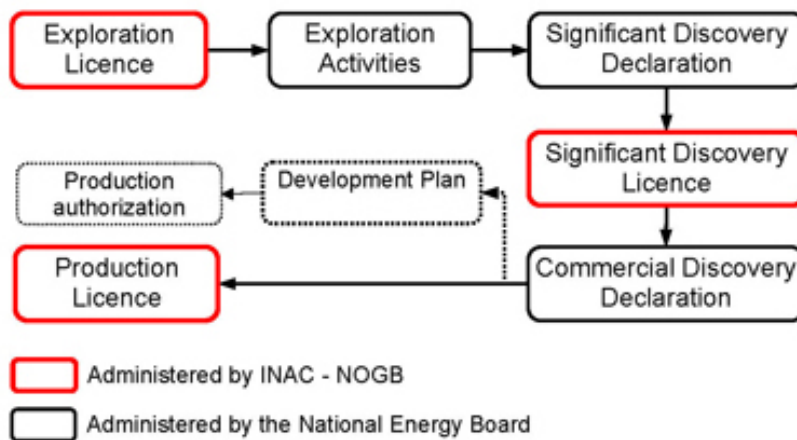 Exploration
Licence
Exploration
Activities
Significant Discovery
Declaration
Significant Discovery
Licence
Development Plan
Production
authorization
Production
Licence
Commercial Discovery
Declaration
Administered by INAC - NOGB
Administered by the National Energy Board